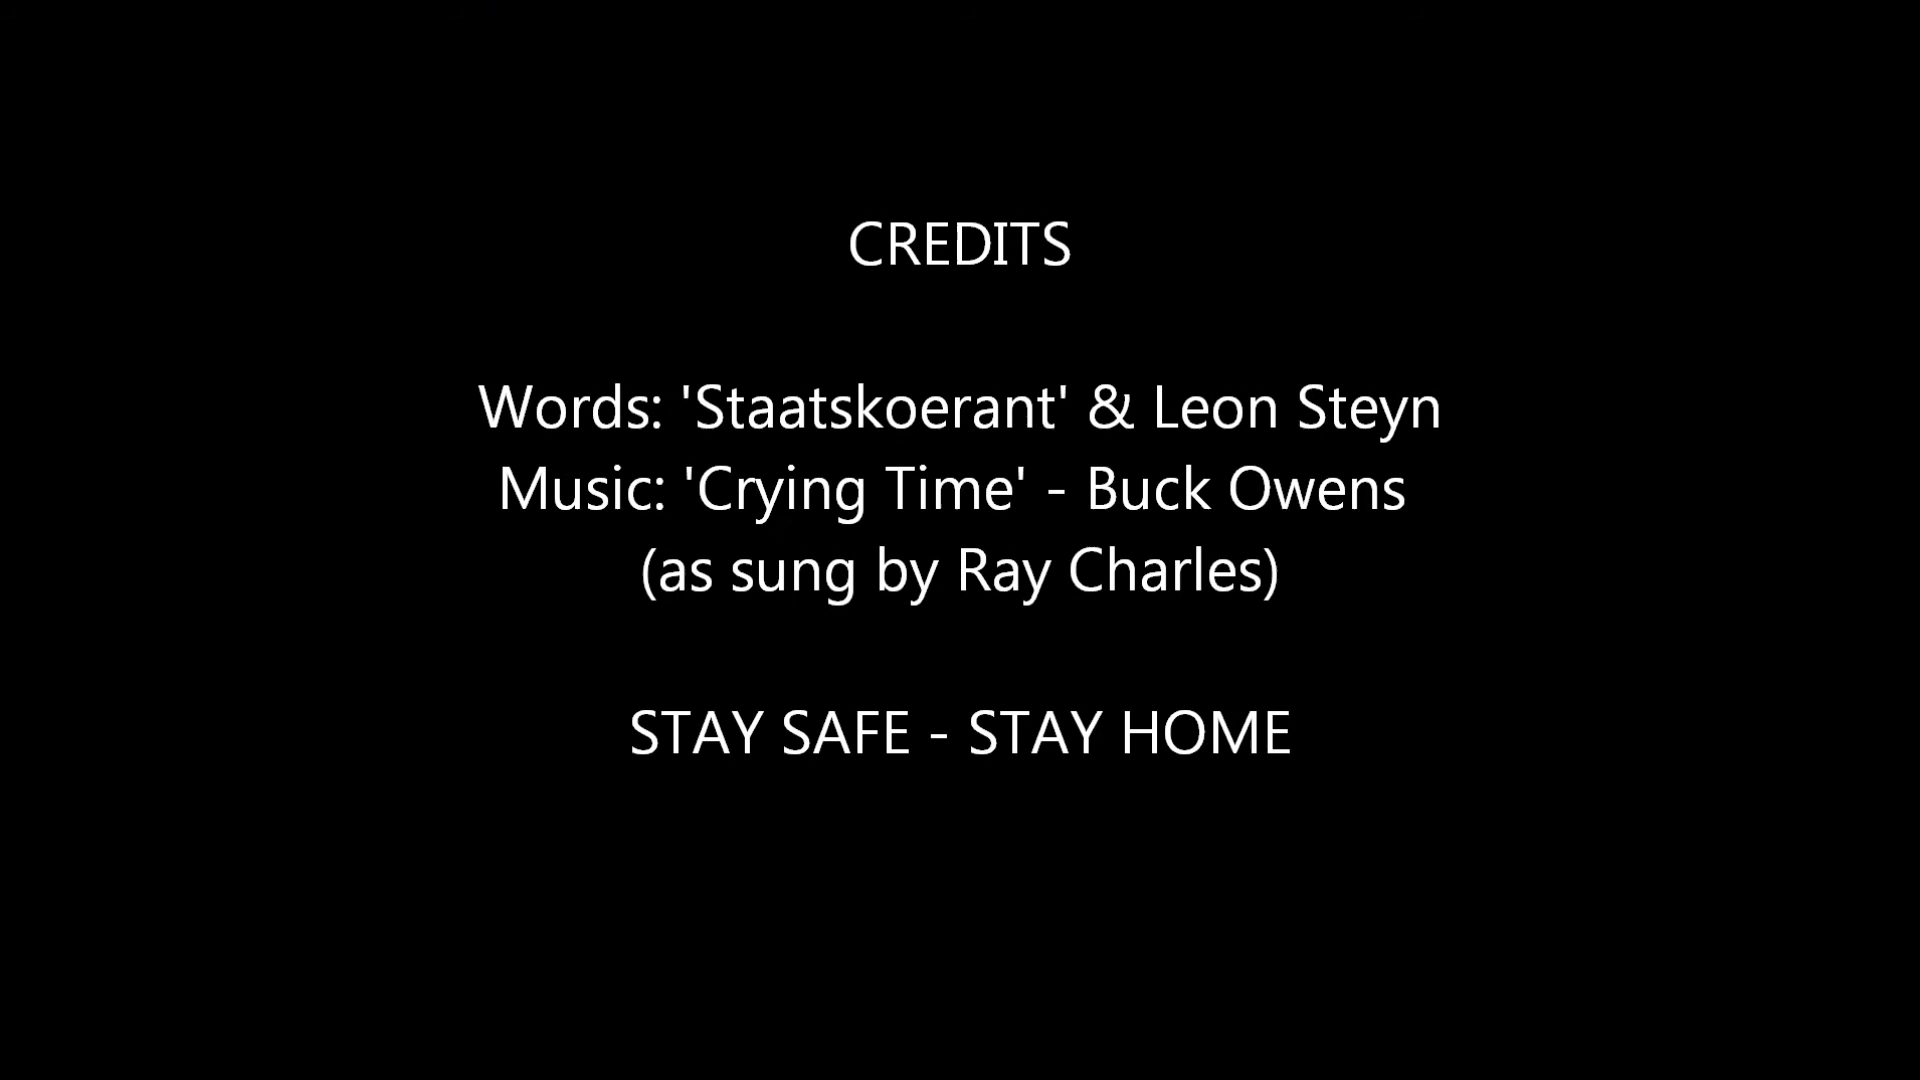 CREDITS
Words: 'Staatskoerant' & Leon Steyn
Music: 'Crying Time' - Buck Owens
(as sung by Ray Charles)
STAY SAFE - STAY HOME